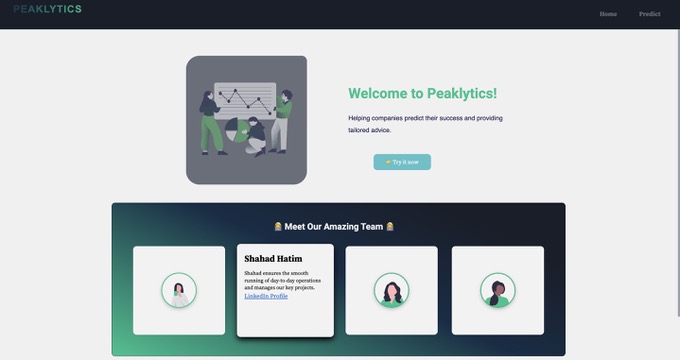 PEAKLYTICS
Home
Predict
Welcome to Peaklytics!
Helping companies predict their success and providing
tailored advice.
👉 Try it now
Meet Our Amazing Team
Shahad Hatim
Shahad ensures the smooth
running of day-to-day operations
and manages our key projects.
LinkedIn Profile